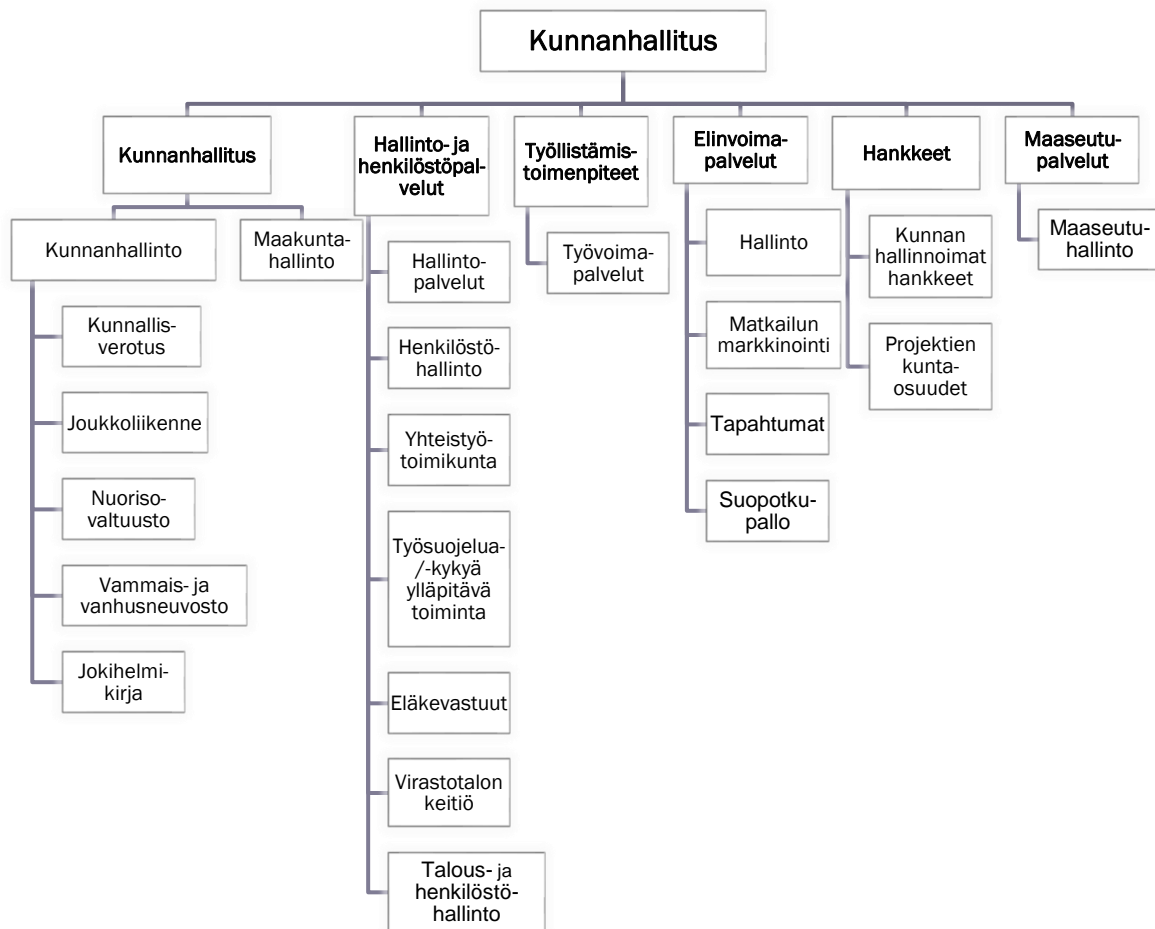 Kunnanhallitus
Kunnanhallitus
Kunnanhallinto
Kunnallis-
verotus
Joukkoliikenne
Nuoriso-
valtuusto
Vammais- ja
vanhusneuvosto
Jokihelmi-
kirja
Maakunta-
hallinto
Hallinto- ja
henkilöstöpal-
velut
Hallinto-
palvelut
Henkilöstö-
hallinto
Yhteistyö-
toimikunta
Työsuojelua-
/-kykyä
ylläpitävä
toiminta
Eläkevastuut
Virastotalon
keitiö
Talous- ja
henkilöstö-
hallinto
Työllistämis-
toimenpiteet
Työvoima-
palvelut
Elinvoima-
palvelut
Hallinto
Matkailun
markkinointi
Tapahtumat
Suopotku-
pallo
Hankkeet
Kunnan
hallinnoimat
hankkeet
Projektien
kunta-
osuudet
Maaseutu-
palvelut
Maaseutu-
hallinto